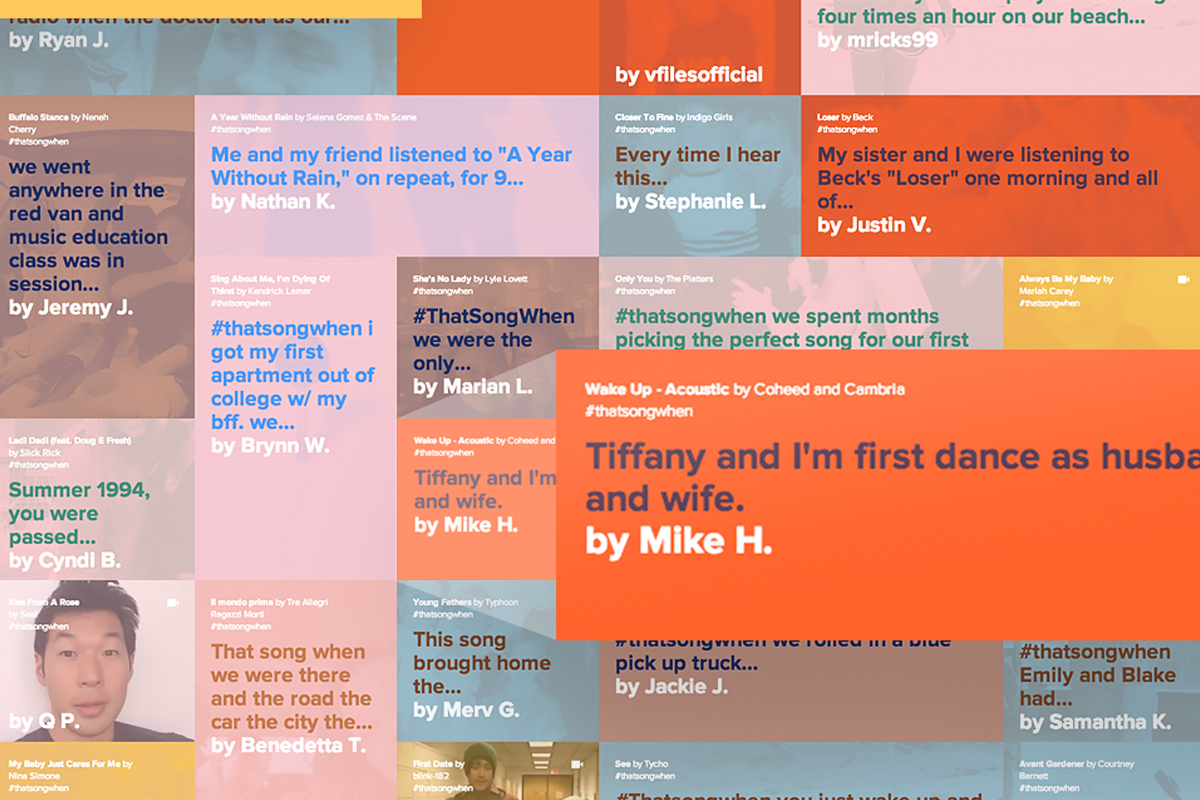 radio when the doctor told us our...
by Ryan J.
by vfilesofficial
four times an hour on our beach...
by mricks99
Buffalo Stance by Neneh
Cherry
#thatsongwhen
we went
anywhere in the
red van and
music education
class was in
session...
by Jeremy J.
A Year Without Rain by Selena Gomez & The Scene
#thatsongwhen
Me and my friend listened to "A Year
Without Rain," on repeat, for 9...
by Nathan K.
Closer To Fine by Indigo Girls
#thatsongwhen
Every time I hear
this...
by Stephanie L.
Loser by Beck
#thatsongwhen
My sister and I were listening to
Beck's "Loser" one morning and all
of...
by Justin V.
Sing About Me, I'm Dying Of
Thirst by Kendrick Lamar
#thatsongwhen
#thatsongwhen i
got my first
apartment out of
college w/ my
bff. we...
by Brynn W.
She's No Lady by Lyle Lovett
#thatsongwhen
#ThatSongWhen
we were the
only...
by Marian L.
Only You by The Platters
#thatsongwhen
#thatsongwhen we spent months
picking the perfect song for our first
Always Be My Baby by
Mariah Carey
#thatsongwhen
Wake Up - Acoustic by Coheed and Cambria
#thatsongwhen
Tiffany and I'm first dance as husba
and wife.
by Mike H.
Ladi Dadi (feat. Doug E Fresh)
by Slick Rick
#thatsongwhen
Summer 1994,
you were
passed...
by Cyndi B.
Wake Up - Acoustic by Coheed and
#thatsongwhen
Tiffany and I'm
and wife.
by Mike H.
Kiss From A Rose
by Seal
#thatsongwhen
by Q P.
Il mondo prima by Tre Allegri
Ragazzi Morti
#thatsongwhen
That song when
we were there
and the road the
car the city the...
by Benedetta T.
Young Fathers by Typhoon
#thatsongwhen
This song
brought home
the...
by Merv G.
#thatsongwhen we rolled in a blue
pick up truck...
by Jackie J.
#thatsongwhen
Emily and Blake
had...
by Samantha K.
My Baby Just Cares For Me by
Nina Simone
#thatsongwhen
First Date by
blink-182
#thatsongwhen
See by Tycho
#thatsongwhen
#Thatsongwhen you just wake up and
Avant Gardener by Courtney
Barnett
#thatsongwhen